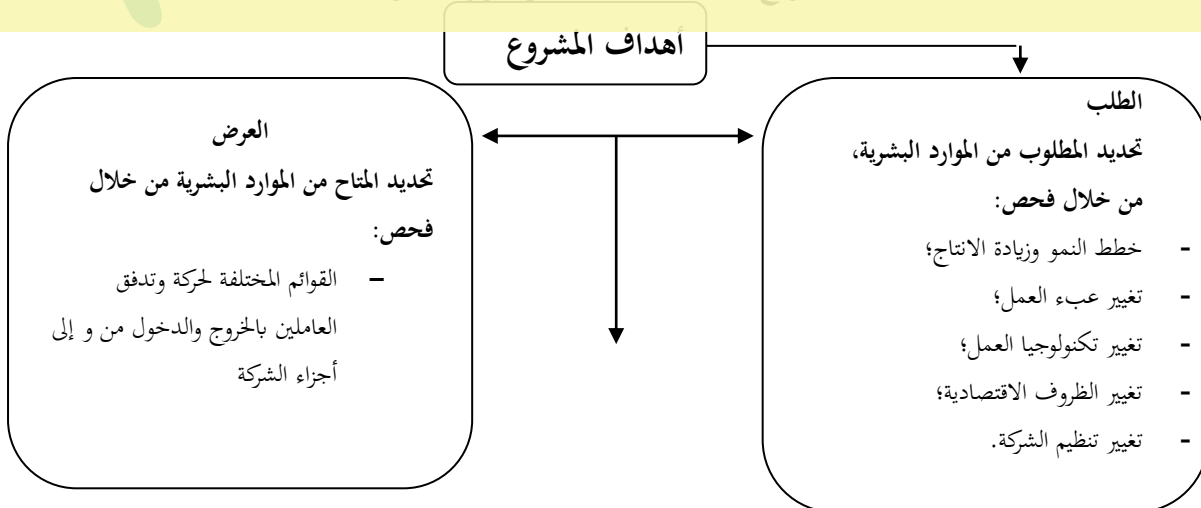 أهداف المشروع
الطلب
تحديد المطلوب من الموارد البشرية،
من خلال فحص:
- خطط النمو وزيادة الانتاج؛
- تغيير عبء العمل؛
- تغيير تكنولوجيا العمل؛
- تغيير الظروف الاقتصادية؛
- تغيير تنظيم الشركة.
العرض
تحديد المتاح من الموارد البشرية من خلال
فحص:
- القوائم المختلفة لحركة وتدفق
العاملين بالخروج والدخول من و إلى
أجزاء الشركة